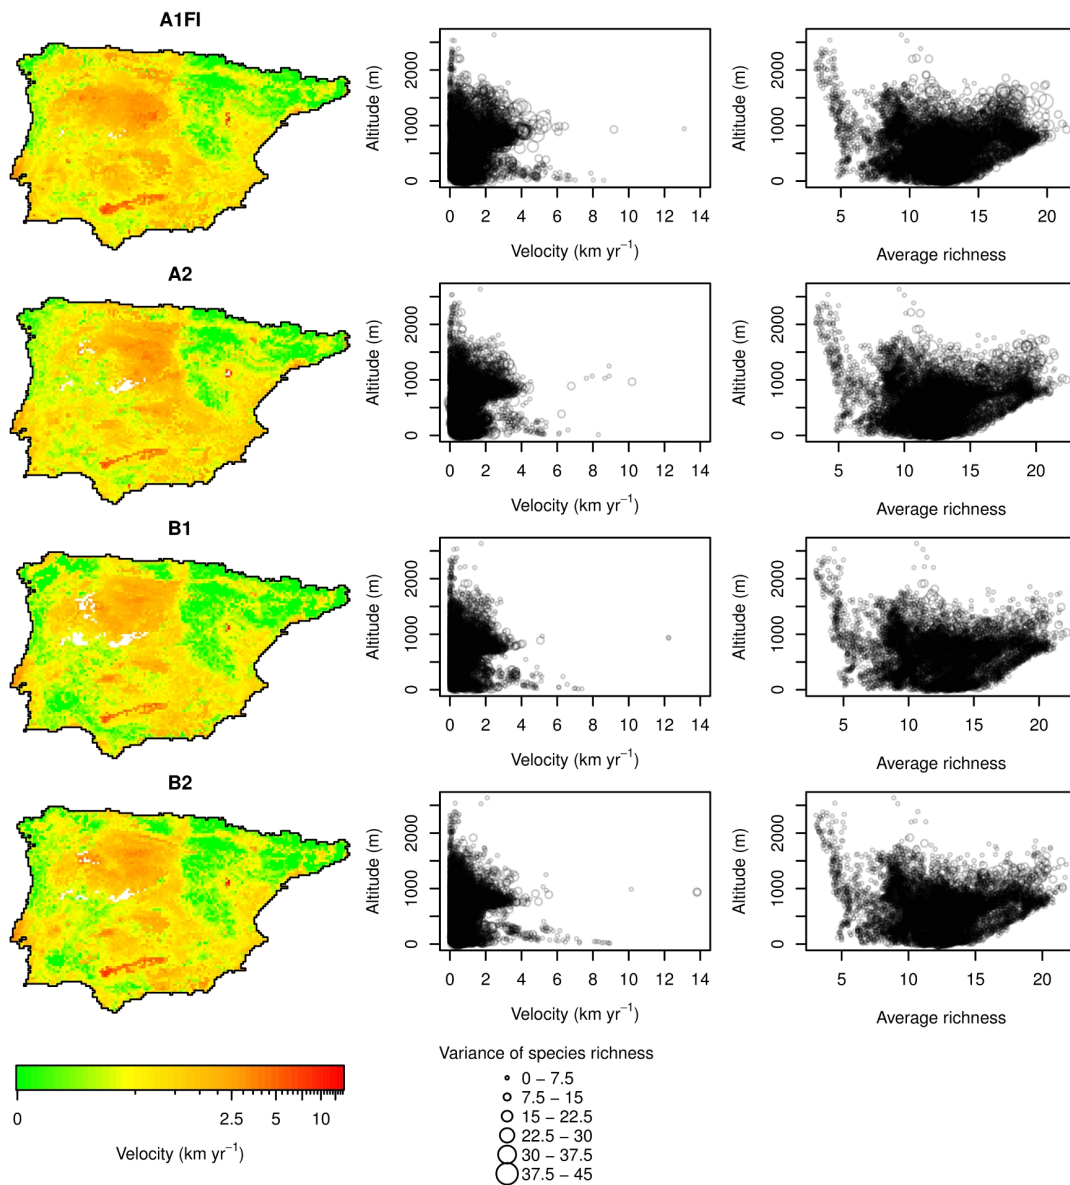 A1FI
Altitude (m)
0 1000 2000
0 2 4 6 8 10 12 14
Velocity (km yr⁻¹)
Altitude (m)
0 1000 2000
5 10 15 20
Average richness
A2
Altitude (m)
0 1000 2000
0 2 4 6 8 10 12 14
Velocity (km yr⁻¹)
Altitude (m)
0 1000 2000
5 10 15 20
Average richness
B1
Altitude (m)
0 1000 2000
0 2 4 6 8 10 12 14
Velocity (km yr⁻¹)
Altitude (m)
0 1000 2000
5 10 15 20
Average richness
B2
Altitude (m)
0 1000 2000
0 2 4 6 8 10 12 14
Velocity (km yr⁻¹)
Altitude (m)
0 1000 2000
5 10 15 20
Average richness
0 2.5 5 10
Velocity (km yr⁻¹)
Variance of species richness
0 − 7.5
7.5 − 15
15 − 22.5
22.5 − 30
30 − 37.5
37.5 − 45